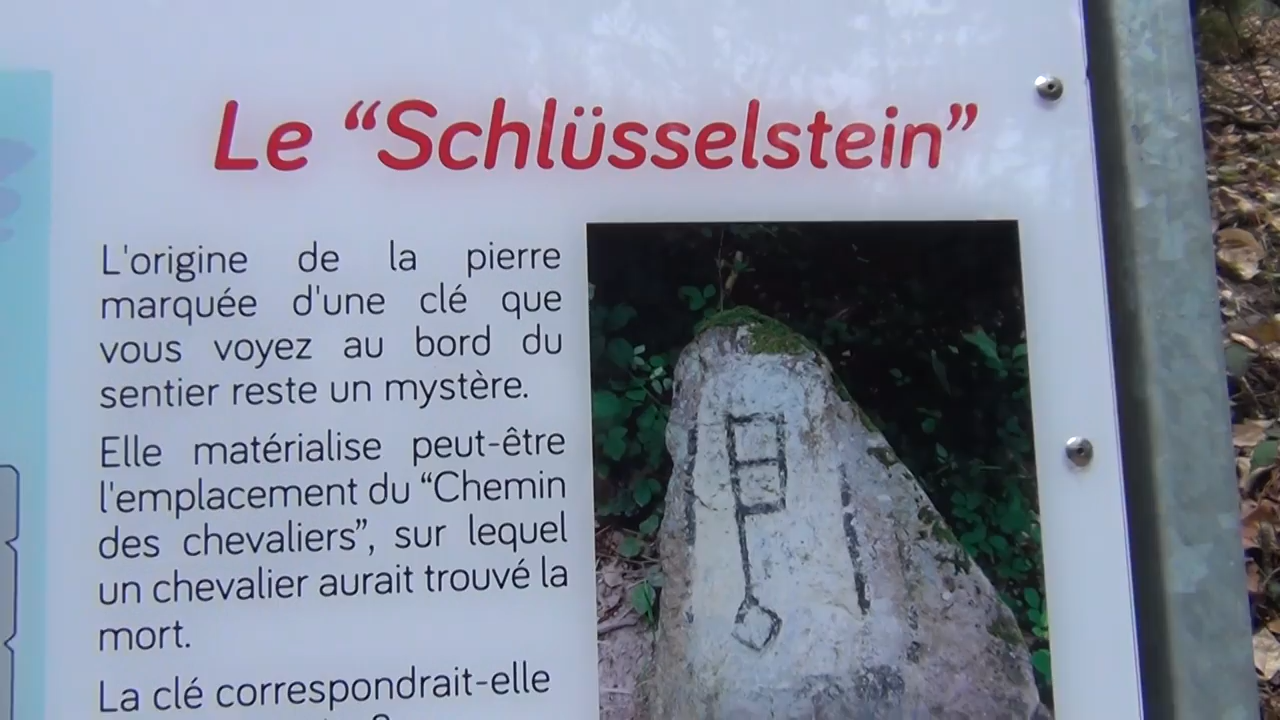 Le “Schlüsselstein”
L'origine de la pierre
marquée d'une clé que
vous voyez au bord du
sentier reste un mystère.
Elle matérialise peut-être
l'emplacement du “Chemin
des chevaliers”, sur lequel
un chevalier aurait trouvé la
mort.
La clé correspondrait-elle